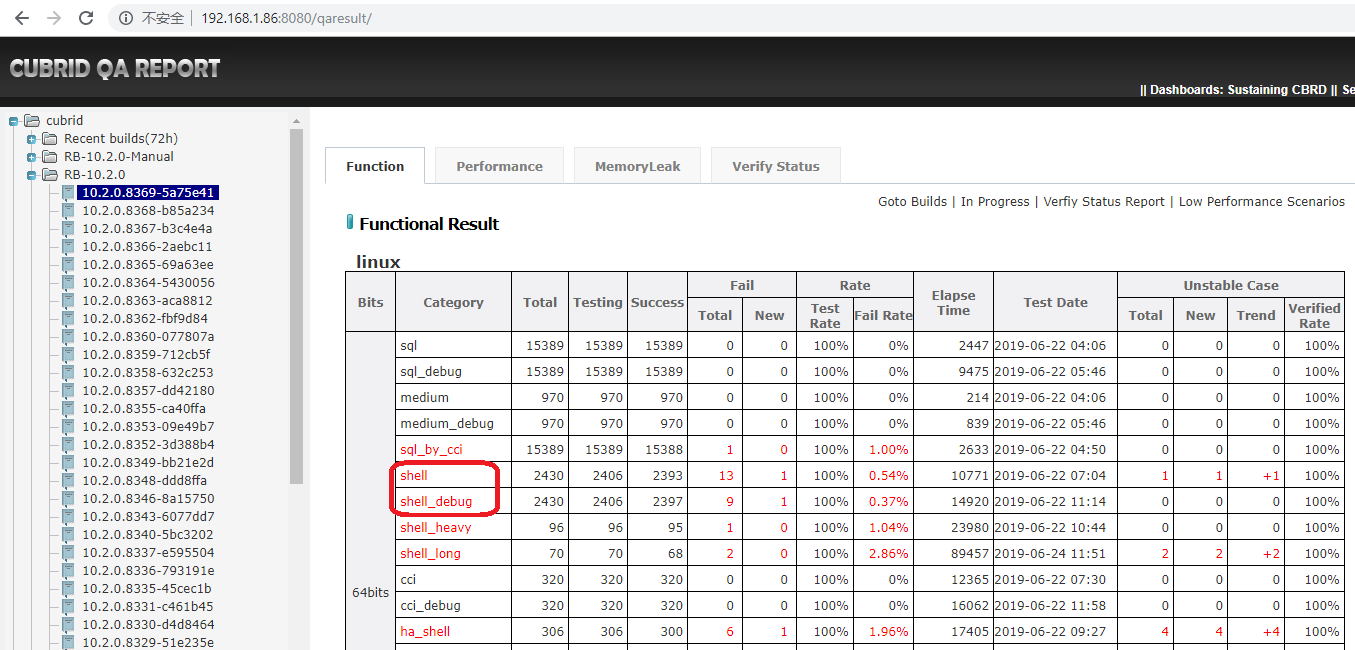 不安全 192.168.1.86:8080/qaresult/
CUBRID QA REPORT
|| Dashboards: Sustaining CBRD || Se
cubrid
Recent builds(72h)
RB-10.2.0-Manual
RB-10.2.0
10.2.0.8369-5a75e41
10.2.0.8368-b85a234
10.2.0.8367-b3c4e4a
10.2.0.8366-2aebc11
10.2.0.8365-69a63ee
10.2.0.8364-5430056
10.2.0.8363-aca8812
10.2.0.8362-fbf9d84
10.2.0.8360-077807a
10.2.0.8359-712cb5f
10.2.0.8358-632c253
10.2.0.8357-dd42180
10.2.0.8355-ca40ffa
10.2.0.8353-09e49b7
10.2.0.8352-3d388b4
10.2.0.8349-bb21e2d
10.2.0.8348-ddd8ffa
10.2.0.8346-8a15750
10.2.0.8343-6077dd7
10.2.0.8340-5bc3202
10.2.0.8337-e595504
10.2.0.8336-793191e
10.2.0.8335-45cec1b
10.2.0.8331-c461b45
10.2.0.8330-d4d8464
10.2.0.8329-51e235e
Function Performance MemoryLeak Verify Status
Goto Builds | In Progress | Verfiy Status Report | Low Performance Scenarios
Functional Result
linux
Bits Category Total Testing Success Fail Rate Elapse Time Test Date Unstable Case
Total New Test Rate Fail Rate Total New Trend Verified Rate
64bits
sql 15389 15389 15389 0 0 100% 0% 2447 2019-06-22 04:06 0 0 0 100%
sql_debug 15389 15389 15389 0 0 100% 0% 9475 2019-06-22 05:46 0 0 0 100%
medium 970 970 970 0 0 100% 0% 214 2019-06-22 04:06 0 0 0 100%
medium_debug 970 970 970 0 0 100% 0% 839 2019-06-22 05:46 0 0 0 100%
sql_by_cci 15389 15389 15388 1 0 100% 1.00% 2633 2019-06-22 04:50 0 0 0 100%
shell 2430 2406 2393 13 1 100% 0.54% 10771 2019-06-22 07:04 1 1 +1 100%
shell_debug 2430 2406 2397 9 1 100% 0.37% 14920 2019-06-22 11:14 0 0 0 100%
shell_heavy 96 96 95 1 0 100% 1.04% 23980 2019-06-22 10:44 0 0 0 100%
shell_long 70 70 68 2 0 100% 2.86% 89457 2019-06-24 11:51 2 2 +2 100%
cci 320 320 320 0 0 100% 0% 12365 2019-06-22 07:30 0 0 0 100%
cci_debug 320 320 320 0 0 100% 0% 16062 2019-06-22 11:58 0 0 0 100%
ha_shell 306 306 300 6 1 100% 1.96% 17405 2019-06-22 09:27 4 4 +4 100%